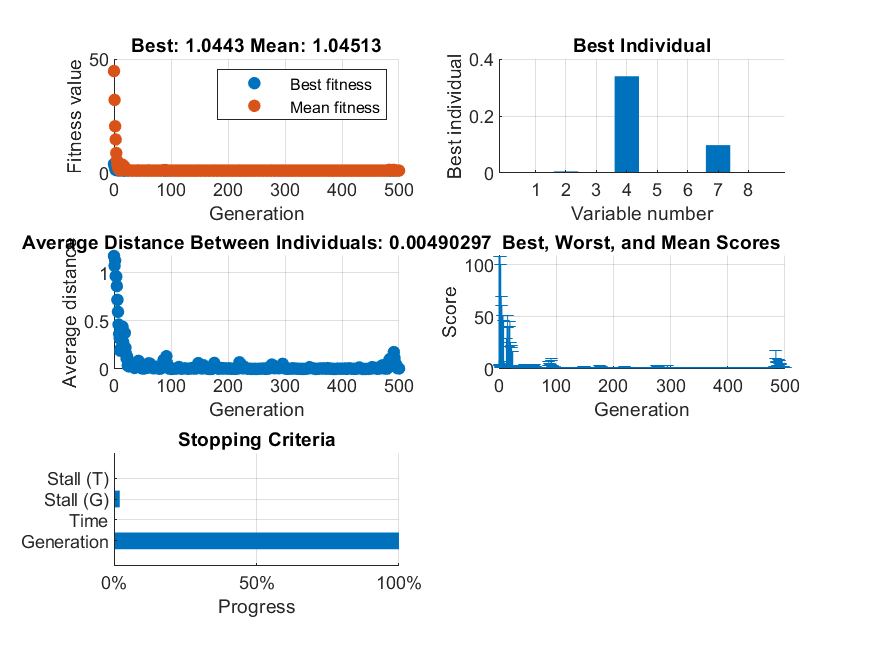 Best: 1.0443 Mean: 1.04513
Fitness value
50
0
Best fitness
Mean fitness
0 100 200 300 400 500
Generation
Best Individual
Best individual
0.4
0.2
0
1 2 3 4 5 6 7 8
Variable number
Average Distance Between Individuals: 0.00490297
Average distance
1
0.5
0
0 100 200 300 400 500
Generation
Best, Worst, and Mean Scores
Score
100
50
0
0 100 200 300 400 500
Generation
Stopping Criteria
Stall (T)
Stall (G)
Time
Generation
0% 50% 100%
Progress